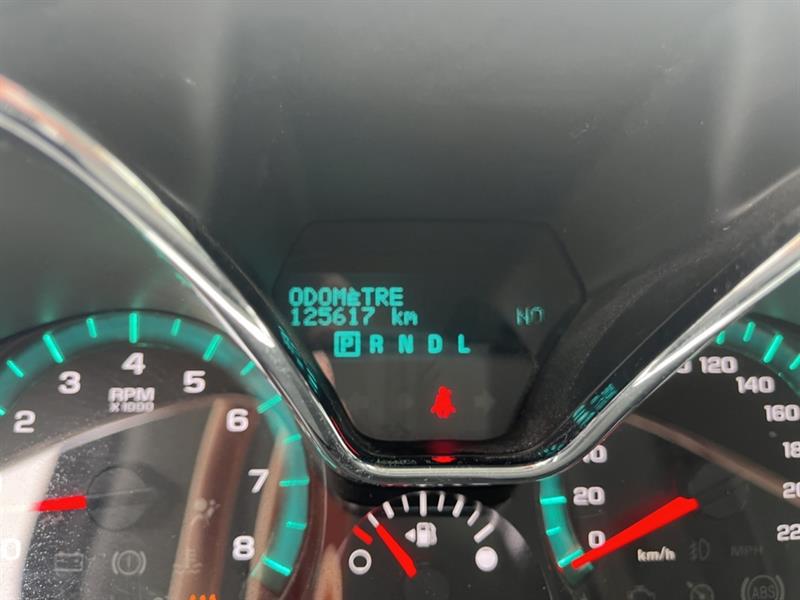 ODOMèTRE
125617 km NO
P R N D L
2 3 4 5 6 7 8
RPM
X1000
0
20
0
120
140
160
km/h
MPH
ABS